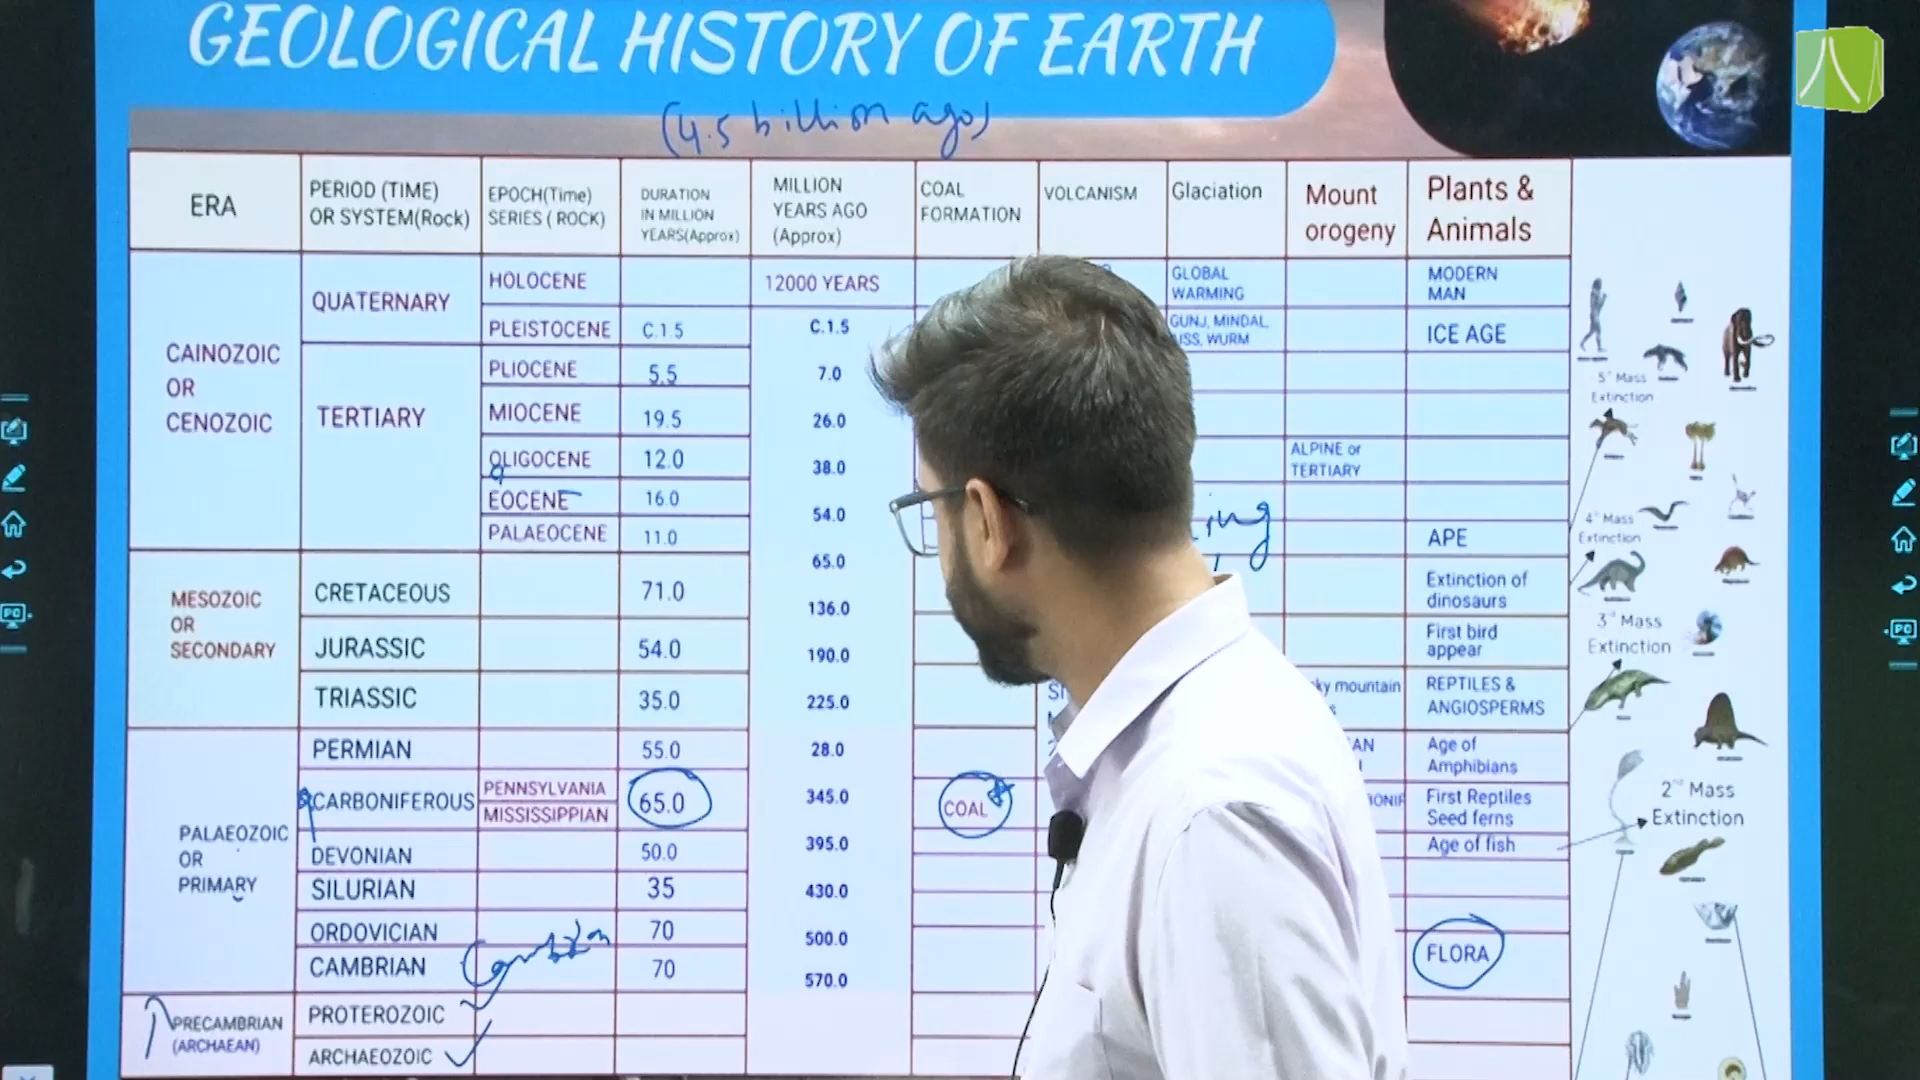 GEOLOGICAL HISTORY OF EARTH
(4.5 billion ago)
ERA
PERIOD (TIME)
OR SYSTEM(Rock)
EPOCH(Time)
SERIES ( ROCK)
DURATION
IN MILLION
YEARS(Approx)
MILLION
YEARS AGO
(Approx)
COAL
FORMATION
VOLCANISM
Glaciation
Mount
orogeny
Plants &
Animals
CAINOZOIC
OR
CENOZOIC
QUATERNARY
HOLOCENE
12000 YEARS
GLOBAL
WARMING
MODERN
MAN
PLEISTOCENE
C.1.5
C.1.5
GUNJ, MINDAL,
WURM
ICE AGE
TERTIARY
PLIOCENE
5.5
7.0
MIOCENE
19.5
26.0
OLIGOCENE
12.0
38.0
ALPINE or
TERTIARY
EOCENE
16.0
54.0
PALAEOCENE
11.0
65.0
APE
MESOZOIC
OR
SECONDARY
CRETACEOUS
71.0
136.0
Extinction of
dinosaurs
JURASSIC
54.0
190.0
First bird
appear
TRIASSIC
35.0
225.0
mountain
REPTILES &
ANGIOSPERMS
PALAEOZOIC
OR
PRIMARY
PERMIAN
55.0
28.0
Age of
Amphibians
CARBONIFEROUS
PENNSYLVANIA
MISSISSIPPIAN
65.0
345.0
COAL
First Reptiles
Seed ferns
DEVONIAN
50.0
395.0
Age of fish
SILURIAN
35
430.0
ORDOVICIAN
70
500.0
CAMBRIAN
Cambrian
70
570.0
FLORA
PRECAMBRIAN
(ARCHAEAN)
PROTEROZOIC
ARCHAEOZOIC
5th Mass
Extinction
4th Mass
Extinction
3rd Mass
Extinction
2nd Mass
Extinction